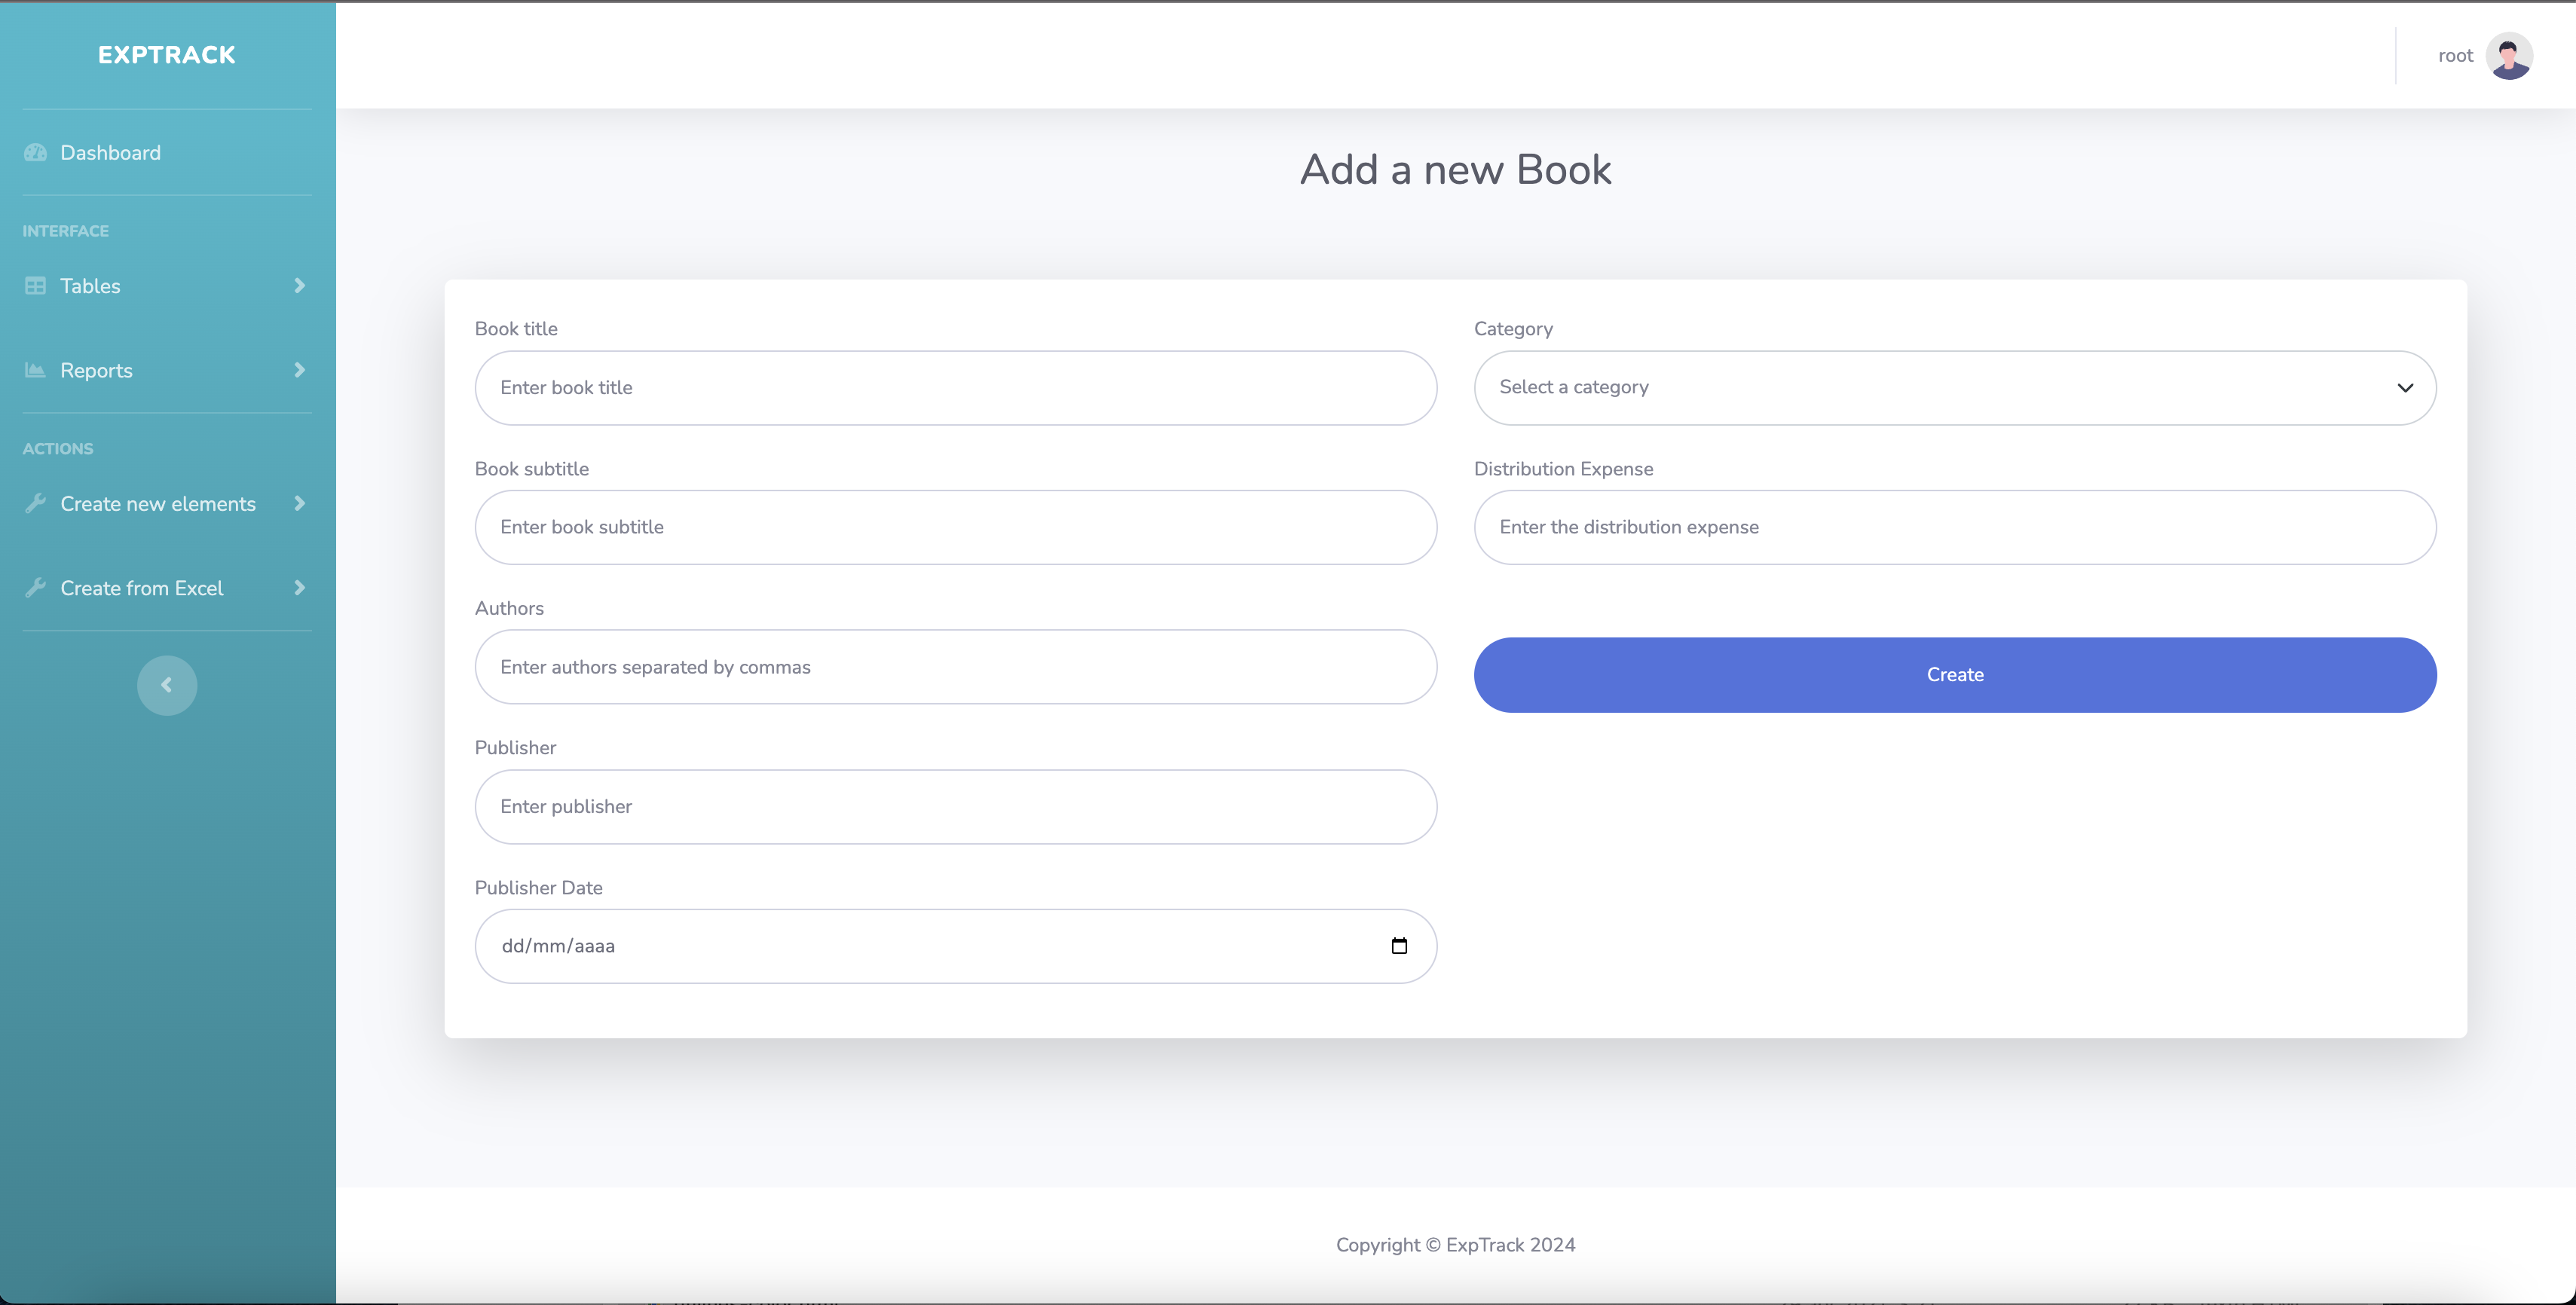 EXPTRACK
root
Dashboard
INTERFACE
Tables
Reports
ACTIONS
Create new elements
Create from Excel
Add a new Book
Book title
Enter book title
Book subtitle
Enter book subtitle
Authors
Enter authors separated by commas
Publisher
Enter publisher
Publisher Date
dd/mm/aaaa
Category
Select a category
Distribution Expense
Enter the distribution expense
Create
Copyright © ExpTrack 2024